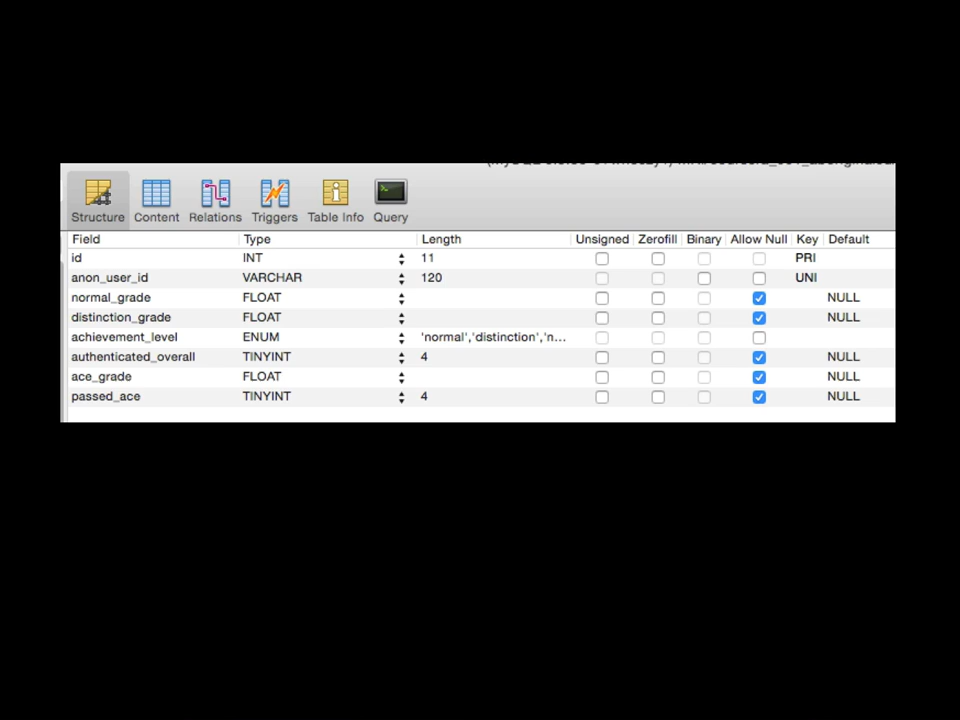 Structure Content Relations Triggers Table Info Query
Field Type Length Unsigned Zerofill Binary Allow Null Key Default
id INT 11 PRI
anon_user_id VARCHAR 120 UNI
normal_grade FLOAT NULL
distinction_grade FLOAT NULL
achievement_level ENUM 'normal','distinction','n...
authenticated_overall TINYINT 4 NULL
ace_grade FLOAT NULL
passed_ace TINYINT 4 NULL